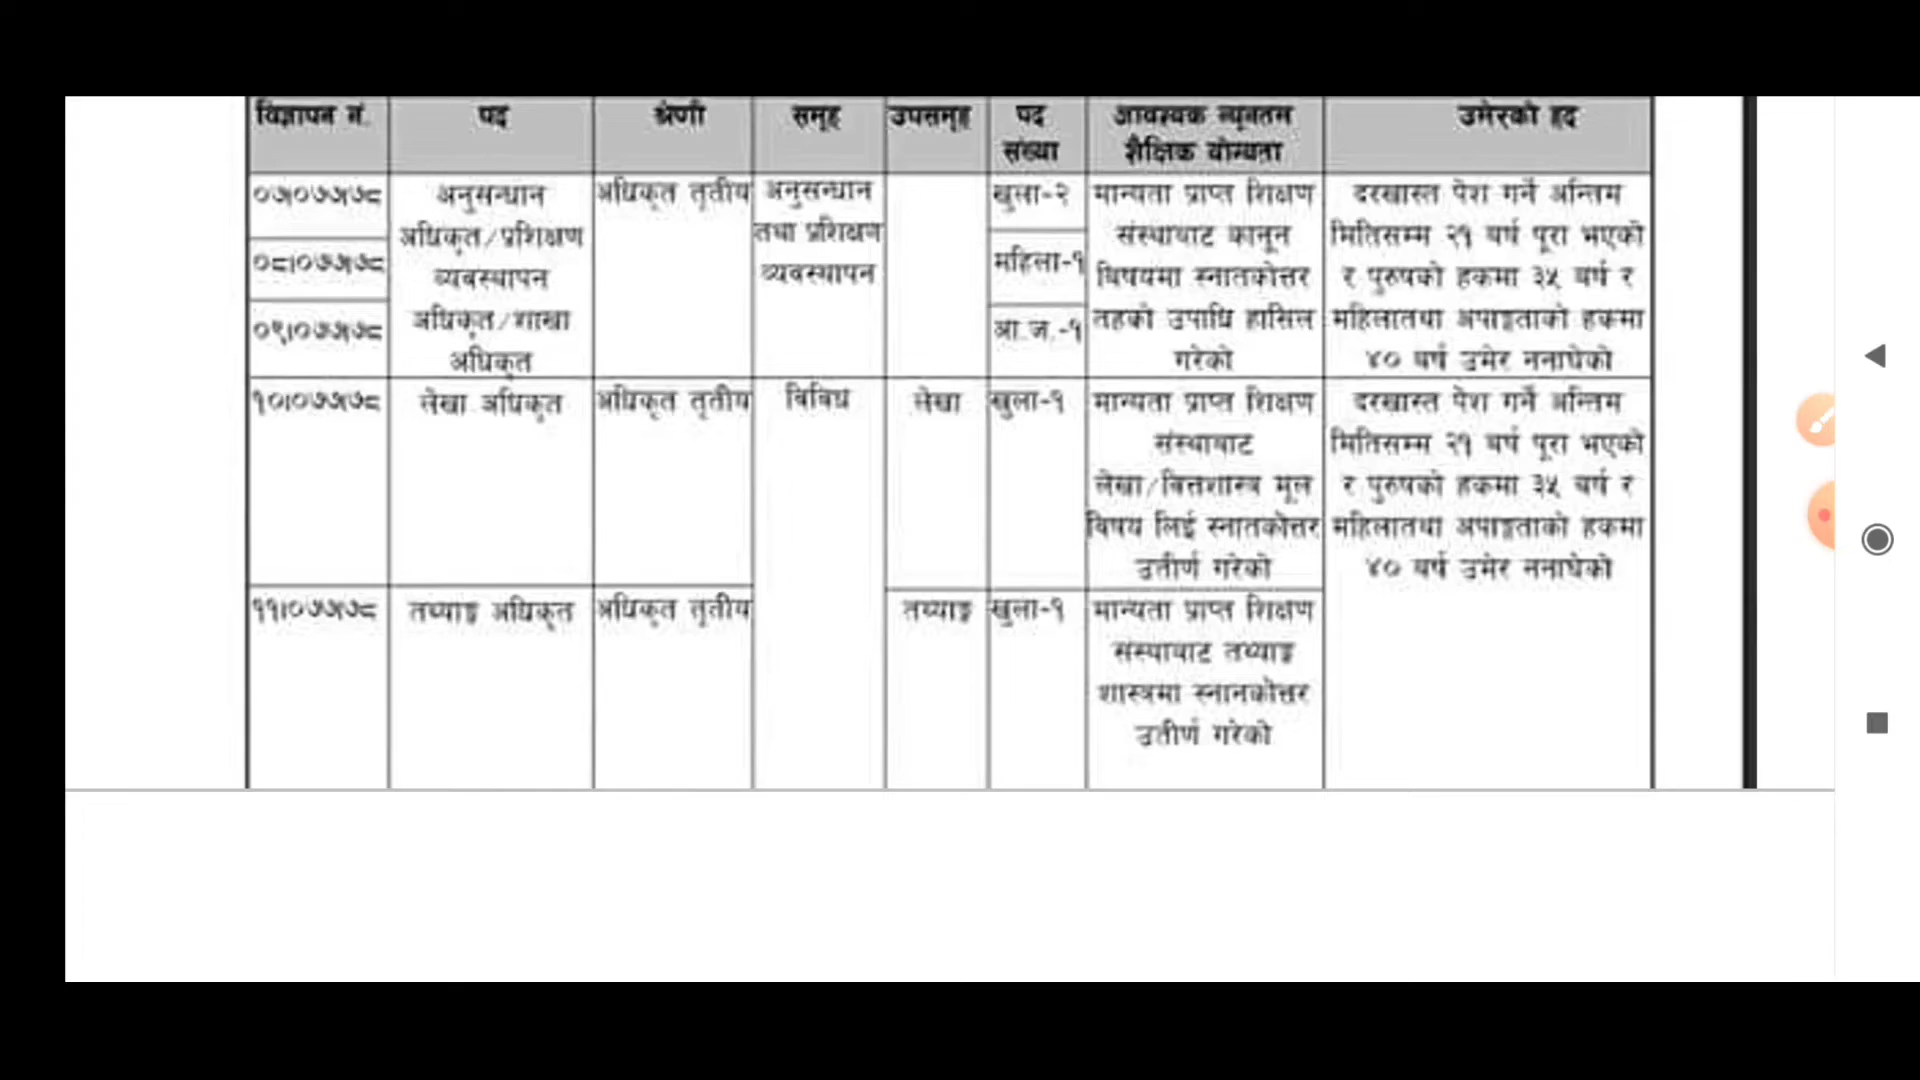 विज्ञापन नं.
पद
श्रेणी
समूह
उपसमूह
पद
संख्या
आवश्यक न्यूनतम
शैक्षिक योग्यता
उमेरको हद
०७।०७७।७८
०८।०७७।७८
०९।०७७।७८
अनुसन्धान
अधिकृत/प्रशिक्षण
व्यवस्थापन
अधिकृत/शाखा
अधिकृत
अधिकृत तृतीय
अनुसन्धान
तथा प्रशिक्षण
व्यवस्थापन
खुला-२
महिला-१
आ.ज.-१
मान्यता प्राप्त शिक्षण
संस्थाबाट कानून
विषयमा स्नातकोत्तर
तहको उपाधि हासिल
गरेको
दरखास्त पेश गर्ने अन्तिम
मितिसम्म २१ वर्ष पूरा भएको
र पुरुषको हकमा ३५ वर्ष र
महिलातथा अपाङ्गताको हकमा
४० वर्ष उमेर ननाघेको
१०।०७७।७८
लेखा अधिकृत
अधिकृत तृतीय
विविध
लेखा
खुला-१
मान्यता प्राप्त शिक्षण
संस्थाबाट
लेखा/वित्तशास्त्र मूल
विषय लिई स्नातकोत्तर
उतीर्ण गरेको
दरखास्त पेश गर्ने अन्तिम
मितिसम्म २१ वर्ष पूरा भएको
र पुरुषको हकमा ३५ वर्ष र
महिलातथा अपाङ्गताको हकमा
४० वर्ष उमेर ननाघेको
११।०७७।७८
तथ्याङ्क अधिकृत
अधिकृत तृतीय
तथ्याङ्क
खुला-१
मान्यता प्राप्त शिक्षण
संस्थाबाट तथ्याङ्क
शास्त्रमा स्नातकोत्तर
उतीर्ण गरेको